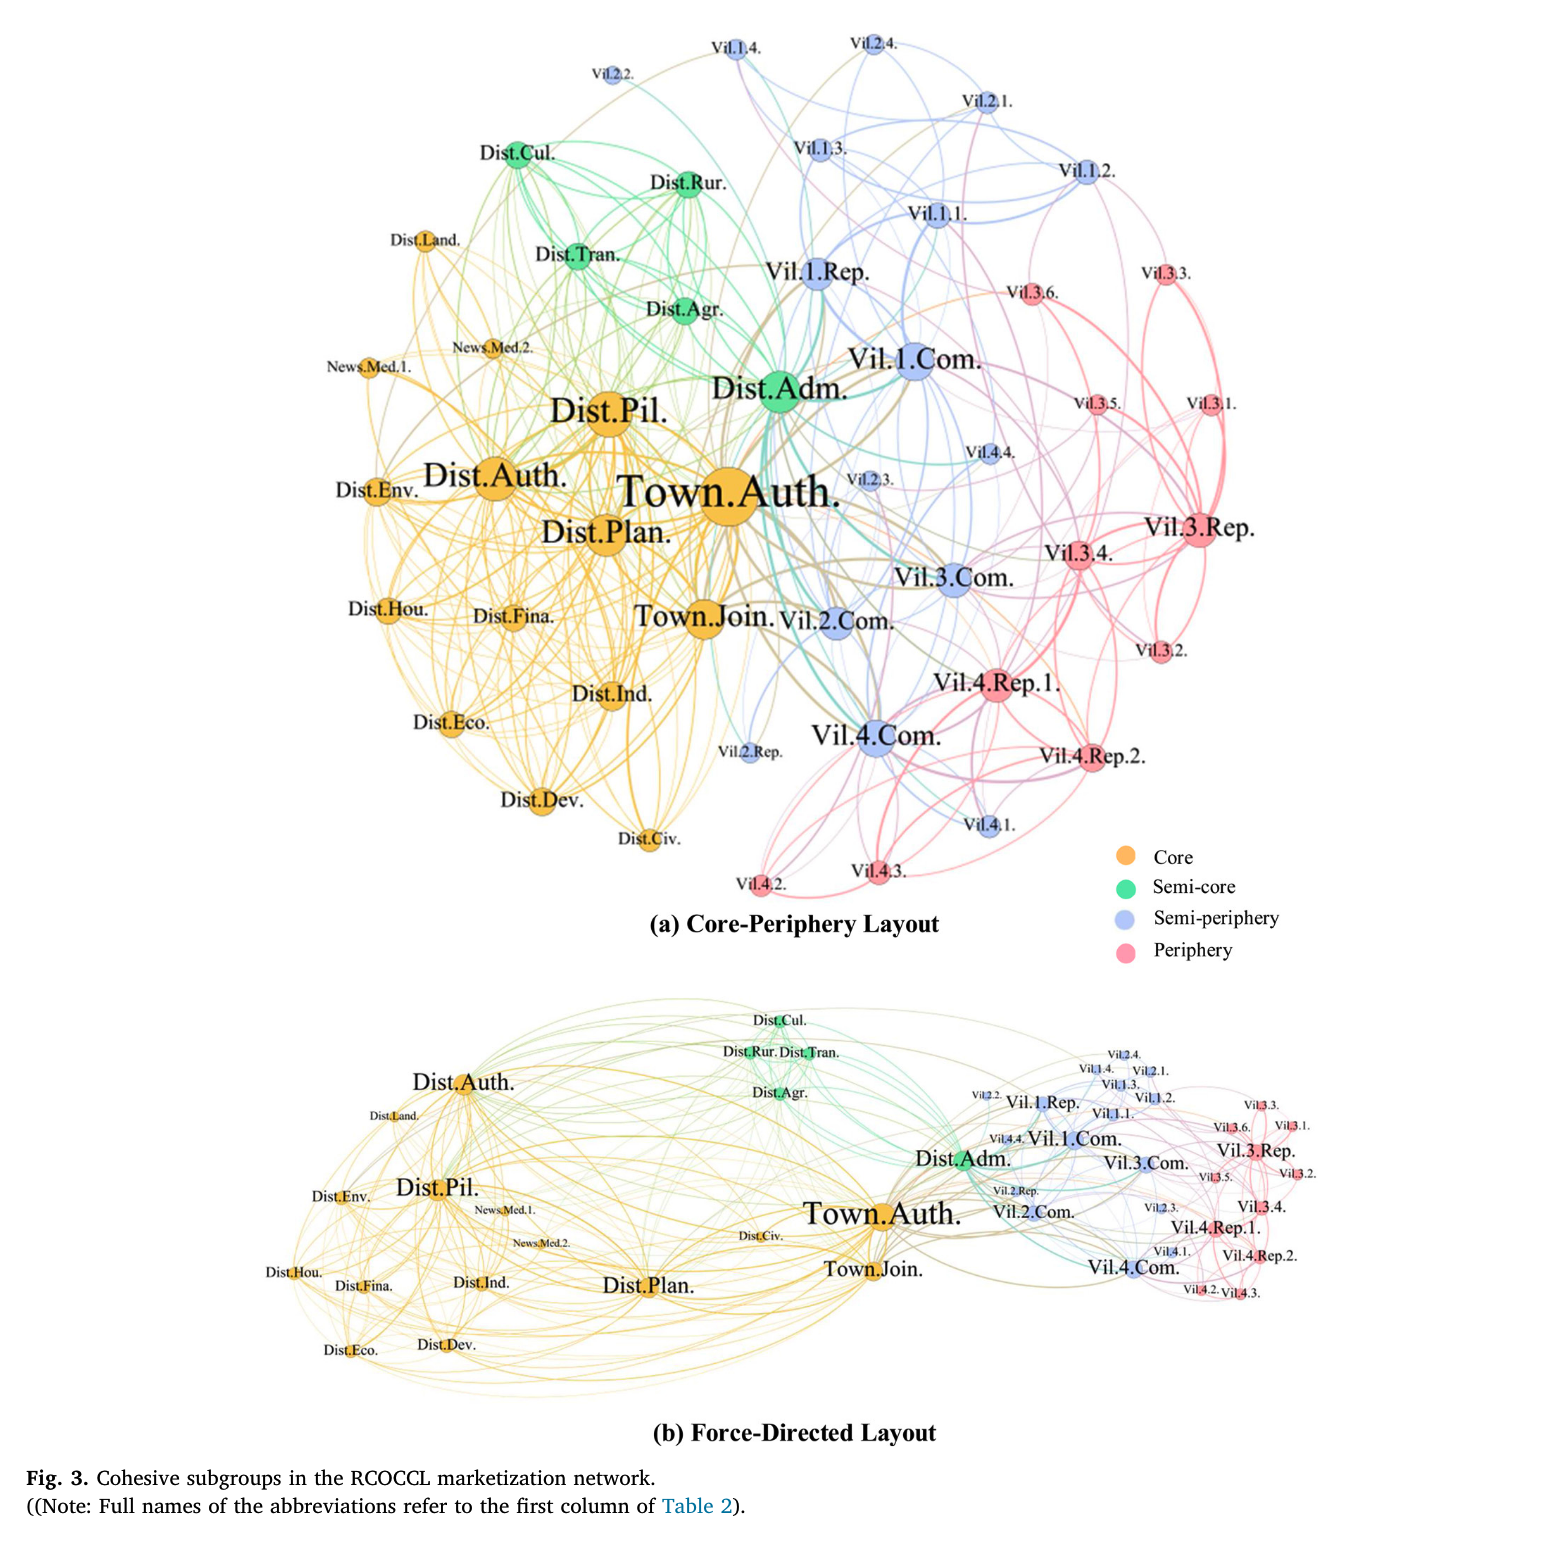 Vil.1.4.
Vil.2.4.
Vil.2.2.
Vil.2.1.
Dist.Cul.
Vil.1.3.
Vil.1.2.
Dist.Rur.
Vil.1.1.
Dist.Land.
Dist.Tran.
Vil.1.Rep.
Vil.3.3.
Vil.3.6.
Dist.Agr.
News.Med.2.
News.Med.1.
Vil.1.Com.
Dist.Adm.
Dist.Pil.
Vil.3.5.
Vil.3.1.
Vil.4.4.
Dist.Auth.
Vil.2.3.
Dist.Env.
Town.Auth.
Dist.Plan.
Vil.3.Rep.
Vil.3.4.
Vil.3.Com.
Dist.Hou.
Dist.Fina.
Town.Join.
Vil.2.Com.
Vil.3.2.
Vil.4.Rep.1.
Dist.Ind.
Dist.Eco.
Vil.4.Com.
Vil.2.Rep.
Vil.4.Rep.2.
Dist.Dev.
Vil.4.1.
Dist.Civ.
Vil.4.3.
Vil.4.2.
Core
Semi-core
Semi-periphery
Periphery
(a) Core-Periphery Layout
Dist.Cul.
Dist.Rur.
Dist.Tran.
Vil.2.4.
Vil.1.4.
Vil.2.1.
Dist.Auth.
Vil.1.3.
Dist.Agr.
Vil.2.2.
Vil.1.Rep.
Vil.1.2.
Vil.3.3.
Dist.Land.
Vil.1.1.
Vil.3.6.
Vil.3.1.
Vil.4.4.
Vil.1.Com.
Vil.3.Rep.
Dist.Adm.
Vil.3.Com.
Vil.3.2.
Vil.3.5.
Dist.Pil.
Dist.Env.
Vil.2.Rep.
News.Med.1.
Vil.2.3.
Vil.3.4.
Town.Auth.
Vil.2.Com.
Vil.4.Rep.1.
Dist.Civ.
News.Med.2.
Vil.4.1.
Vil.4.Rep.2.
Town.Join.
Vil.4.Com.
Dist.Hou.
Dist.Fina.
Dist.Ind.
Dist.Plan.
Vil.4.2.
Vil.4.3.
Dist.Dev.
Dist.Eco.
(b) Force-Directed Layout
Fig. 3. Cohesive subgroups in the RCOCCL marketization network.
((Note: Full names of the abbreviations refer to the first column of Table 2).